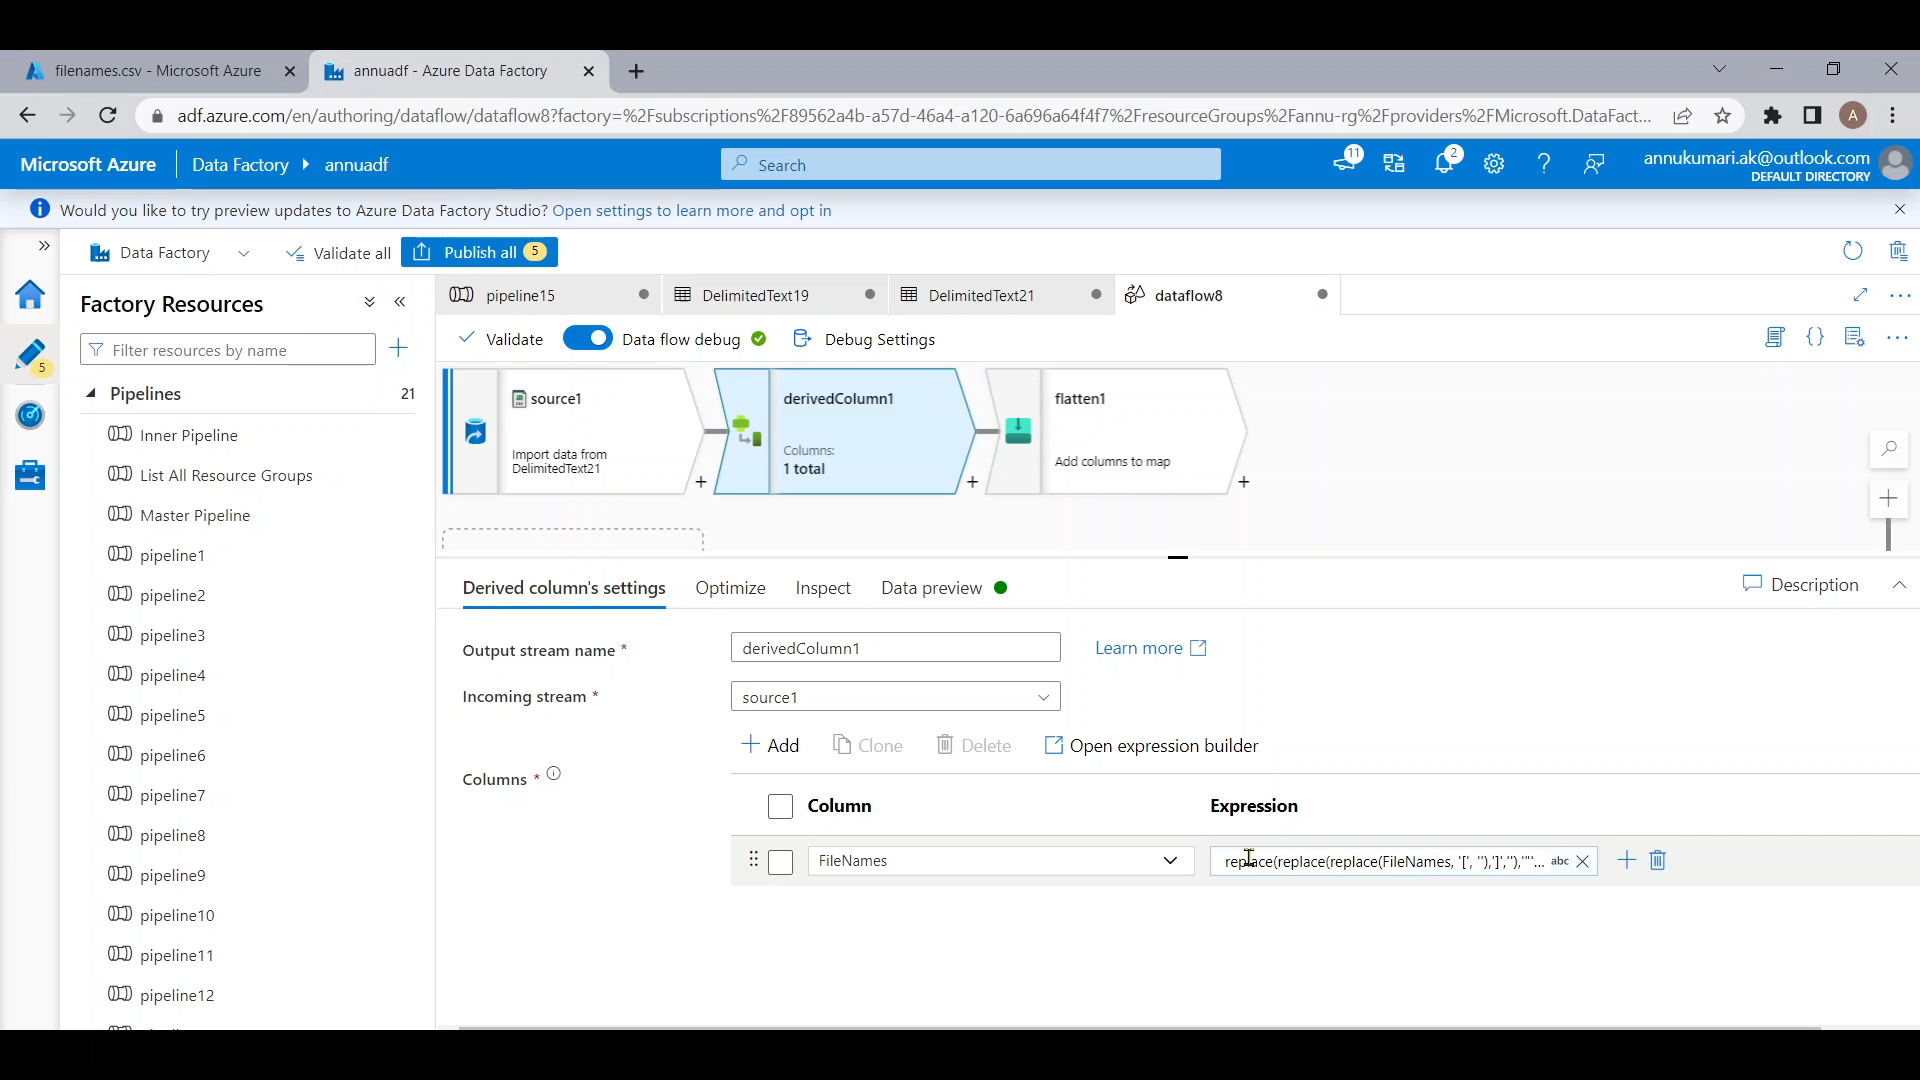 filenames.csv - Microsoft Azure
annuadf - Azure Data Factory
adf.azure.com/en/authoring/dataflow/dataflow8?factory=%2Fsubscriptions%2F89562a4b-a57d-46a4-a120-6a696a64f4f7%2FresourceGroups%2Fannu-rg%2Fproviders%2FMicrosoft.DataFact...
A
Microsoft Azure
Data Factory
annuadf
Search
11
2
annukumari.ak@outlook.com
DEFAULT DIRECTORY
Would you like to try preview updates to Azure Data Factory Studio? Open settings to learn more and opt in
Data Factory
Validate all
Publish all 5
Factory Resources
Filter resources by name
5
Pipelines 21
Inner Pipeline
List All Resource Groups
Master Pipeline
pipeline1
pipeline2
pipeline3
pipeline4
pipeline5
pipeline6
pipeline7
pipeline8
pipeline9
pipeline10
pipeline11
pipeline12
pipeline15
DelimitedText19
DelimitedText21
dataflow8
Validate
Data flow debug
Debug Settings
source1
Import data from
DelimitedText21
derivedColumn1
Columns:
1 total
flatten1
Add columns to map
Derived column's settings
Optimize
Inspect
Data preview
Description
Output stream name *
derivedColumn1
Learn more
Incoming stream *
source1
Add
Clone
Delete
Open expression builder
Columns *
Column
Expression
FileNames
replace(replace(replace(FileNames, '[', ''),']',''),'"'... abc